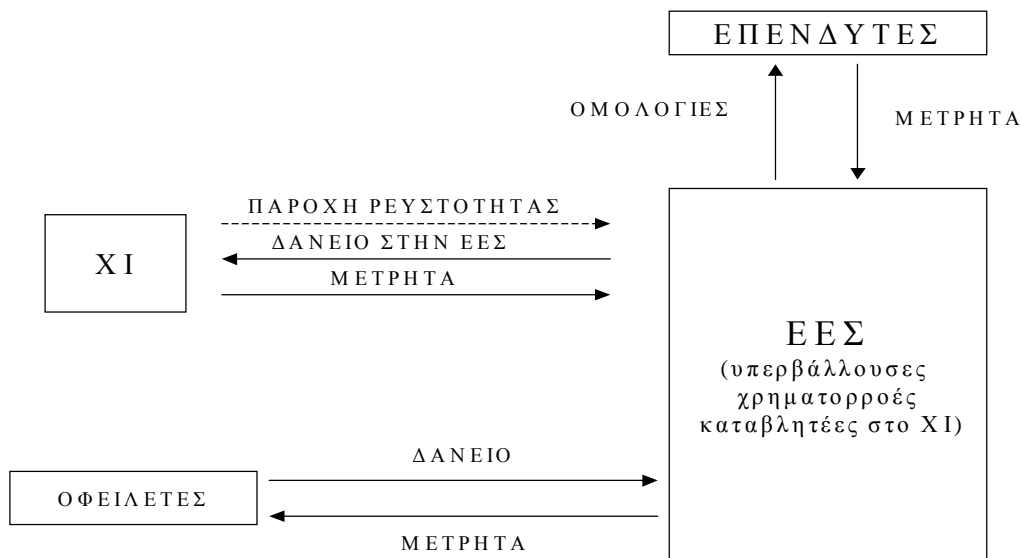 ΕΠΕΝΔΥΤΕΣ
ΟΜΟΛΟΓΙΕΣ
ΜΕΤΡΗΤΑ
ΠΑΡΟΧΗ ΡΕΥΣΤΟΤΗΤΑΣ
ΔΑΝΕΙΟ ΣΤΗΝ ΕΕΣ
ΜΕΤΡΗΤΑ
ΧΙ
ΕΕΣ
(υπερβάλλουσες
χρηματορροές
καταβλητέες στο ΧΙ)
ΔΑΝΕΙΟ
ΟΦΕΙΛΕΤΕΣ
ΜΕΤΡΗΤΑ